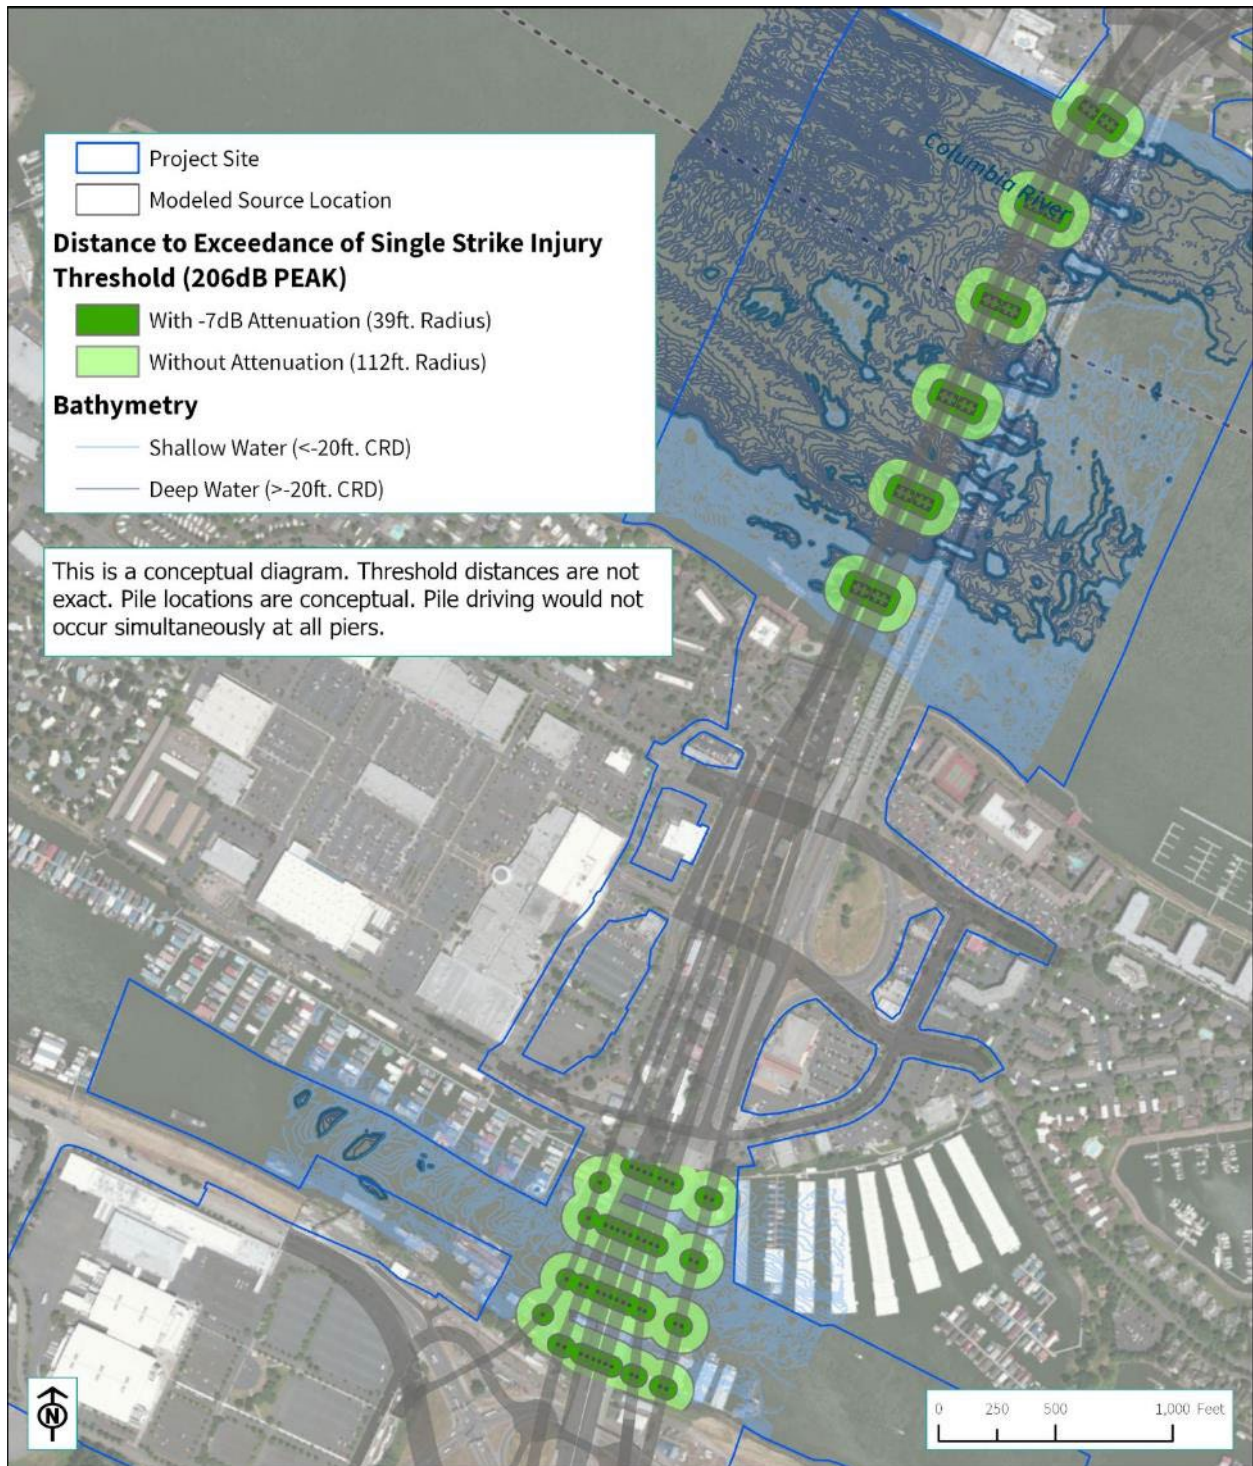 Project Site
Modeled Source Location
Distance to Exceedance of Single Strike Injury
Threshold (206dB PEAK)
With -7dB Attenuation (39ft. Radius)
Without Attenuation (112ft. Radius)
Bathymetry
Shallow Water (<-20ft. CRD)
Deep Water (>-20ft. CRD)
This is a conceptual diagram. Threshold distances are not
exact. Pile locations are conceptual. Pile driving would not
occur simultaneously at all piers.
Columbia River
N
0 250 500 1,000 Feet